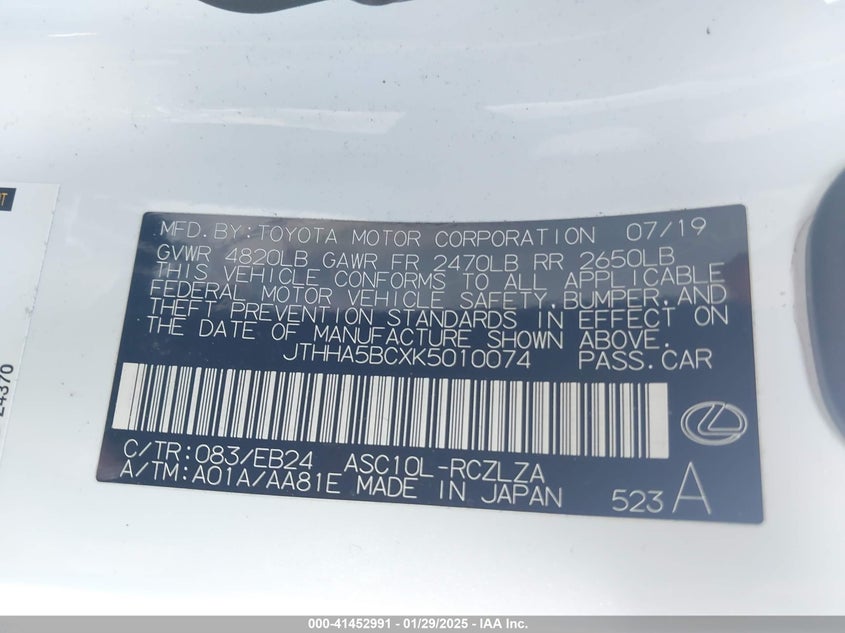 MFD.BY:TOYOTA MOTOR CORPORATION 07/19
GVWR 4820LB GAWR FR 2470LB RR 2650LB
THIS VEHICLE CONFORMS TO ALL APPLICABLE
FEDERAL MOTOR VEHICLE SAFETY,BUMPER,AND
THEFT PREVENTION STANDARDS IN EFFECT ON
THE DATE OF MANUFACTURE SHOWN ABOVE.
JTHHA5BCXK5010074 PASS.CAR
C/TR:083/EB24 ASC10L-RCZLZA
A/TM:A01A/AA81E MADE IN JAPAN 523 A
24370
000-41452991 - 01/29/2025 - IAA Inc.